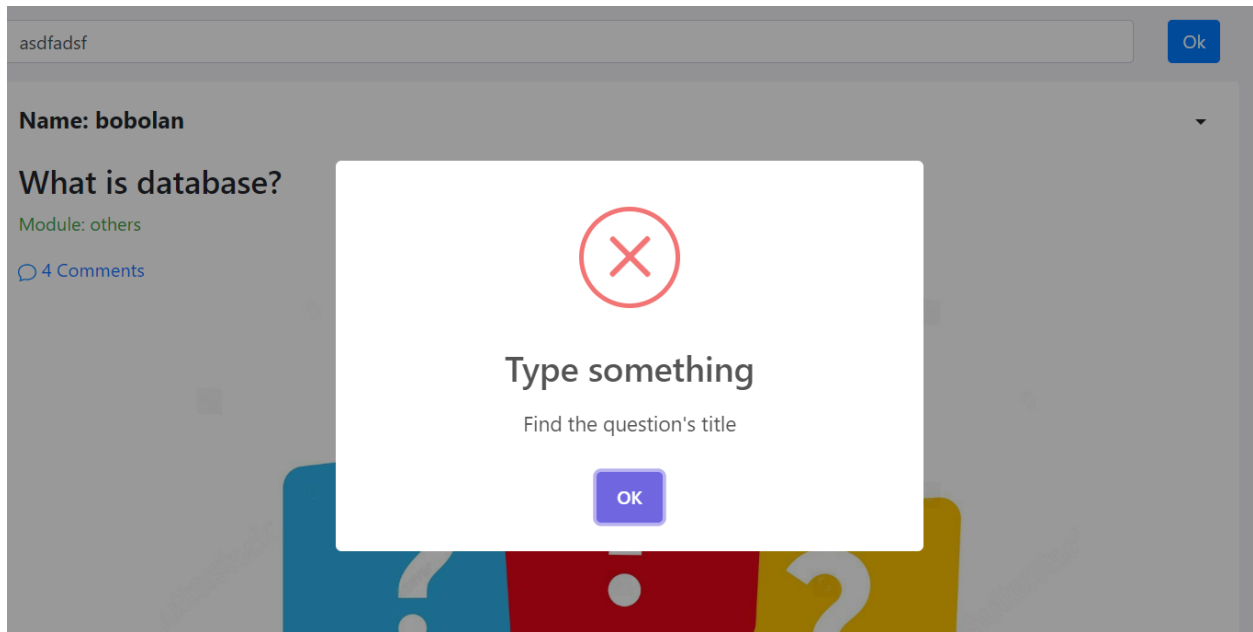 asdfadsf
Ok
Name: bobolan
What is database?
Module: others
4 Comments
Type something
Find the question's title
OK
? ! ?